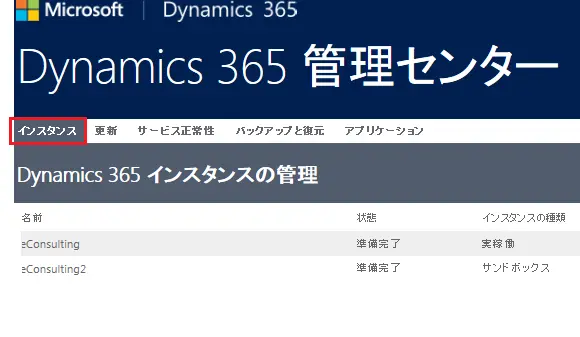 Microsoft Dynamics 365
Dynamics 365 管理センター
インスタンス 更新 サービス正常性 バックアップと復元 アプリケーション
Dynamics 365 インスタンスの管理
名前 状態 インスタンスの種類
eConsulting 準備完了 実稼働
eConsulting2 準備完了 サンドボックス